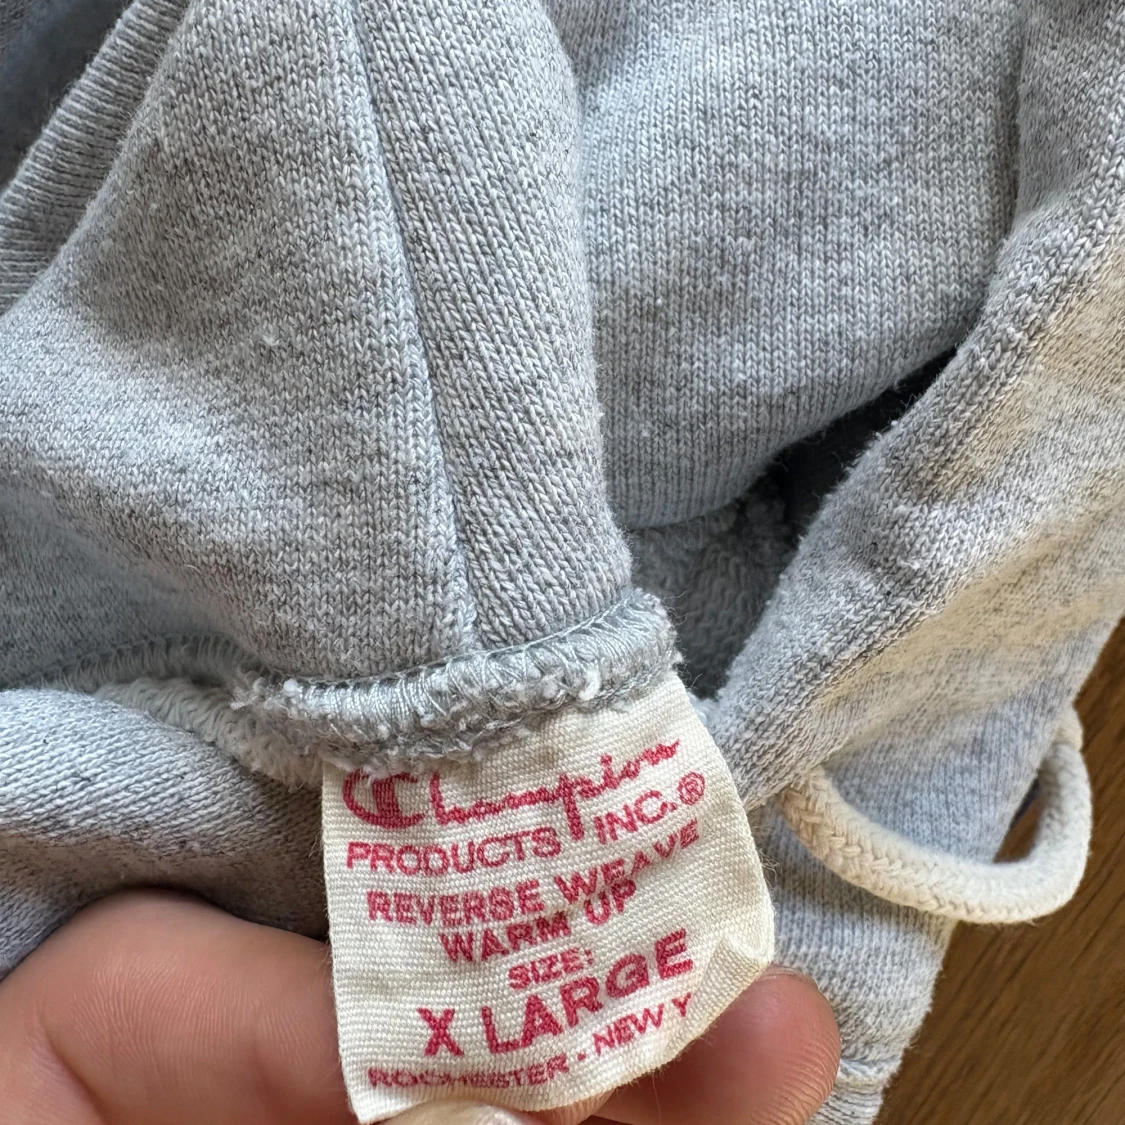 Champion
PRODUCTS INC.®
REVERSE WEAVE
WARM UP
SIZE:
X LARGE
ROCHESTER - NEW Y